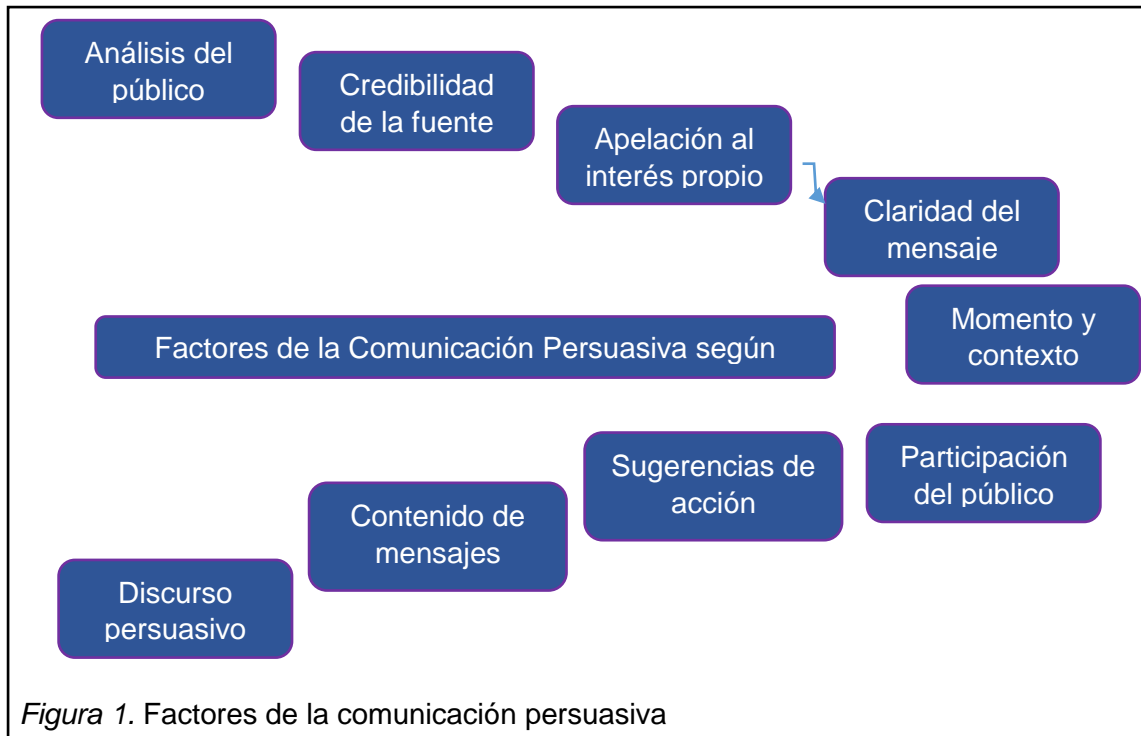 Análisis del
público
Credibilidad
de la fuente
Apelación al
interés propio
Claridad del
mensaje
Momento y
contexto
Factores de la Comunicación Persuasiva según
Participación
del público
Sugerencias de
acción
Contenido de
mensajes
Discurso
persuasivo
Figura 1. Factores de la comunicación persuasiva